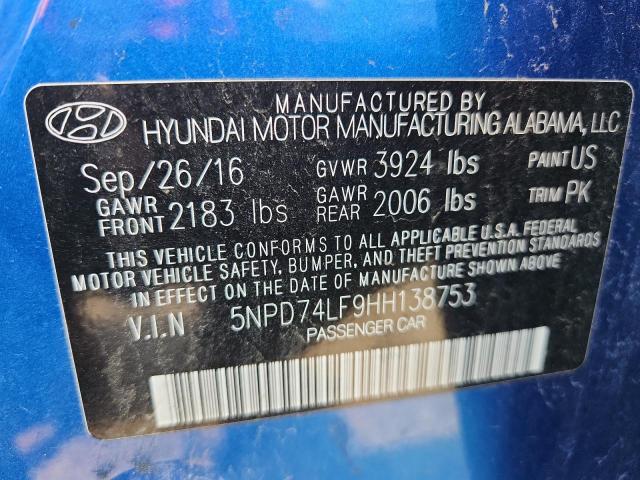 MANUFACTURED BY
HYUNDAI MOTOR MANUFACTURING ALABAMA, LLC
Sep/26/16 GVWR 3924 lbs PAINT US
GAWR FRONT 2183 lbs GAWR REAR 2006 lbs TRIM PK
THIS VEHICLE CONFORMS TO ALL APPLICABLE U.S.A. FEDERAL
MOTOR VEHICLE SAFETY, BUMPER, AND THEFT PREVENTION STANDARDS
IN EFFECT ON THE DATE OF MANUFACTURE SHOWN ABOVE
V.I.N 5NPD74LF9HH138753
PASSENGER CAR